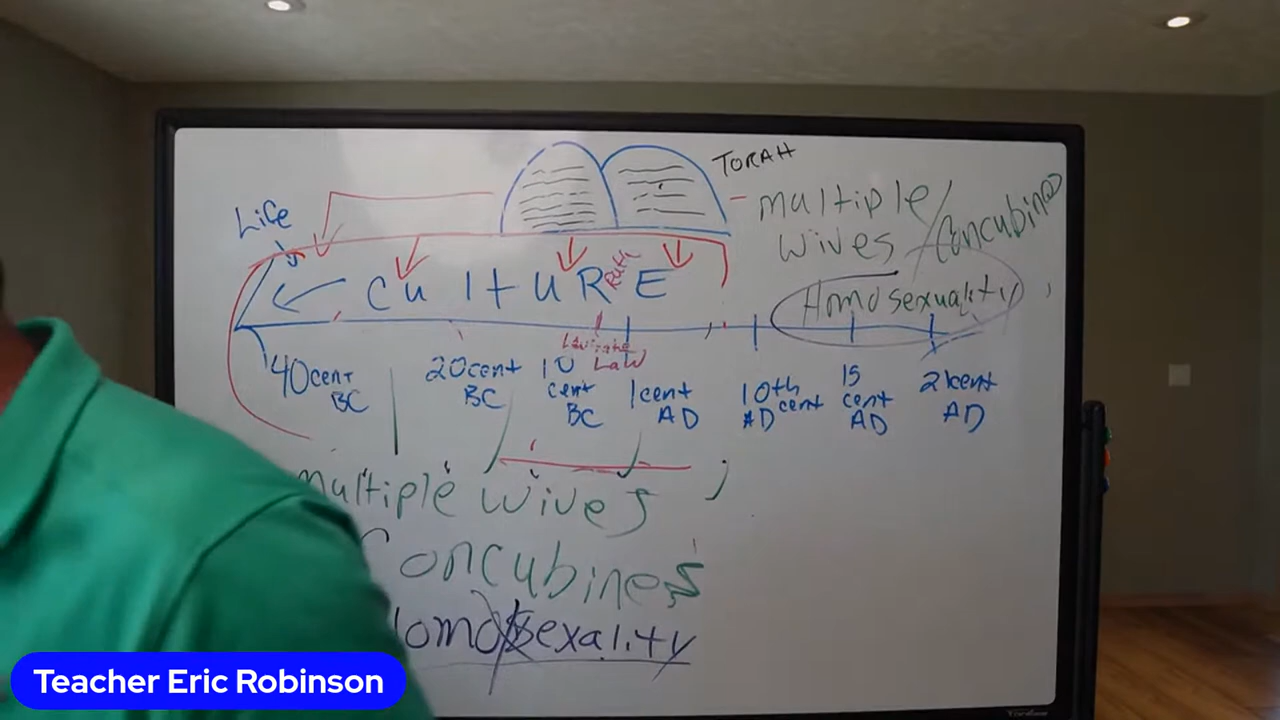 TORAH
Life
multiple/
wives /Concubines
CultuRE
Ruth
Homosexuality
Levirate
Law
40cent
BC
20cent
BC
10
cent
BC
1cent
AD
10th
cent
AD
15
cent
AD
21cent
AD
multiple wives
Concubines
Homosexality
Teacher Eric Robinson